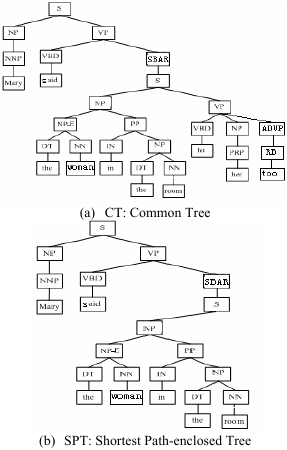 S
NP VP
NNP VBD SBAR
Mary said S
NP VP
NP-E PP VBD NP ADVP
DT NN IN NP hit PRP RD
the woman in DT NN her too
the room
(a) CT: Common Tree
S
NP VP
NNP VBD SBAR
Mary said S
NP
NP-E PP
DT NN IN NP
the woman in DT NN
the room
(b) SPT: Shortest Path-enclosed Tree